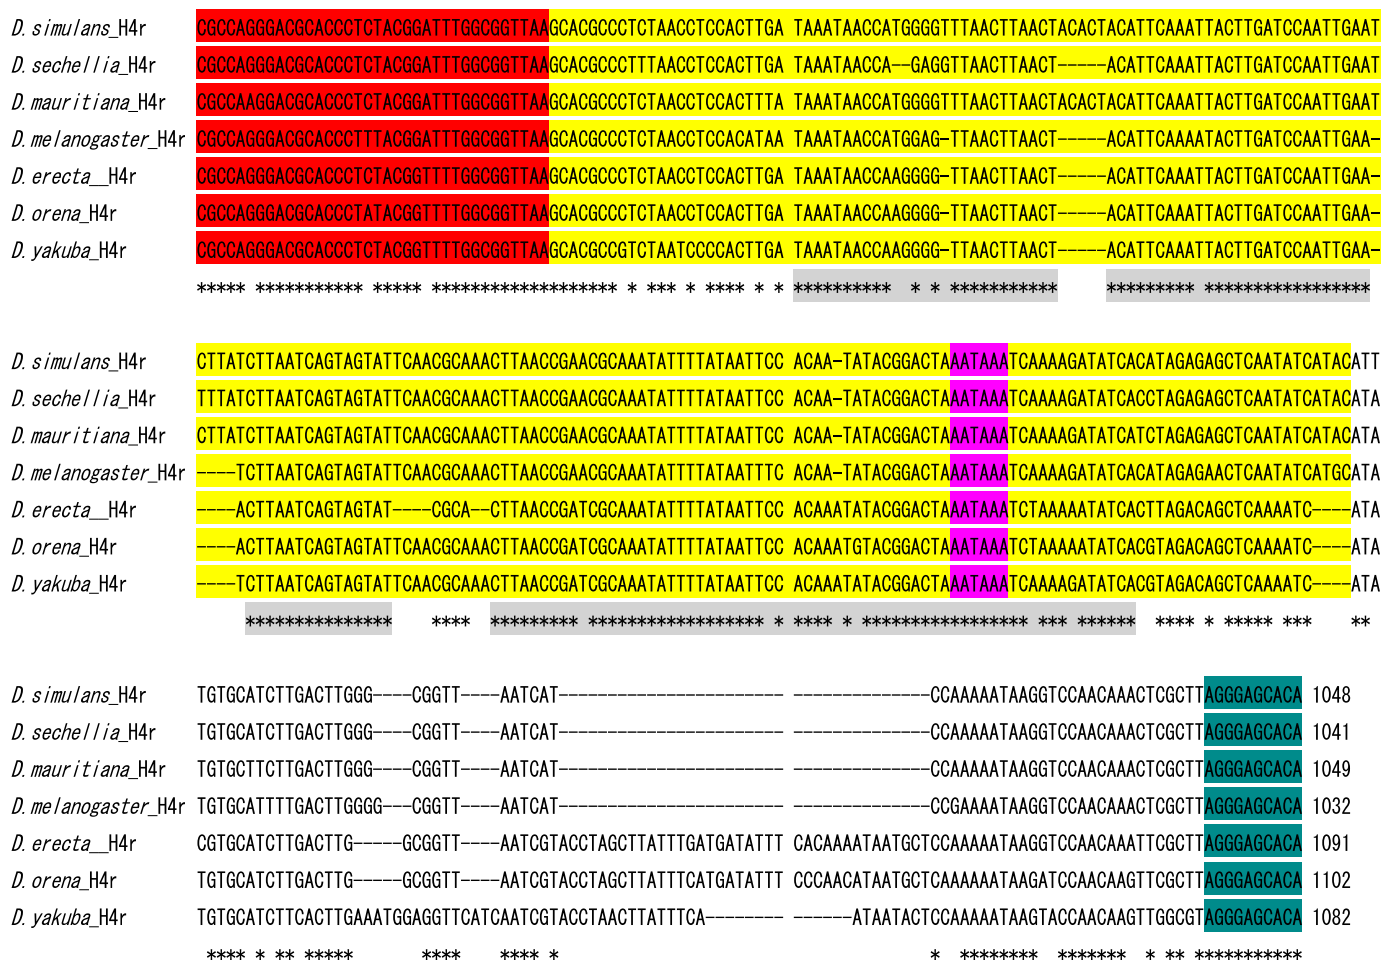 D. simulans_H4r CGCCAGGGACGCACCCTCTACGGATTTGGCGGTTAAGCACGCCCTCTAACCTCCACTTGA TAAATAACCATGGGGTTTAACTTAACTACACTACATTCAAATTACTTGATCCAATTGAAT
D. sechellia_H4r CGCCAGGGACGCACCCTCTACGGATTTGGCGGTTAAGCACGCCCTTTAACCTCCACTTGA TAAATAACCA--GAGGTTAACTTAACT-----ACATTCAAATTACTTGATCCAATTGAAT
D. mauritiana_H4r CGCCAAGGACGCACCCTCTACGGATTTGGCGGTTAAGCACGCCCTCTAACCTCCACTTTA TAAATAACCATGGGGTTTAACTTAACTACACTACATTCAAATTACTTGATCCAATTGAAT
D. melanogaster_H4r CGCCAGGGACGCACCCTTTACGGATTTGGCGGTTAAGCACGCCCTCTAACCTCCACATAA TAAATAACCATGGAG-TTAACTTAACT-----ACATTCAAAATACTTGATCCAATTGAA-
D. erecta__H4r CGCCAGGGACGCACCCTCTACGGTTTTGGCGGTTAAGCACGCCCTCTAACCTCCACTTGA TAAATAACCAAGGGG-TTAACTTAACT-----ACATTCAAATTACTTGATCCAATTGAA-
D. orena_H4r CGCCAGGGACGCACCCTATACGGTTTTGGCGGTTAAGCACGCCCTCTAACCTCCACTTGA TAAATAACCAAGGGG-TTAACTTAACT-----ACATTCAAATTACTTGATCCAATTGAA-
D. yakuba_H4r CGCCAGGGACGCACCCTCTACGGTTTTGGCGGTTAAGCACGCCGTCTAATCCCCACTTGA TAAATAACCAAGGGG-TTAACTTAACT-----ACATTCAAATTACTTGATCCAATTGAA-
***** *********** ***** ******************* * *** * **** * * ********** * * *********** ********* *****************
D. simulans_H4r CTTATCTTAATCAGTAGTATTCAACGCAAACTTAACCGAACGCAAATATTTTATAATTCC ACAA-TATACGGACTAAATAAATCAAAAGATATCACATAGAGAGCTCAATATCATACATT
D. sechellia_H4r TTTATCTTAATCAGTAGTATTCAACGCAAACTTAACCGAACGCAAATATTTTATAATTCC ACAA-TATACGGACTAAATAAATCAAAAGATATCACCTAGAGAGCTCAATATCATACATA
D. mauritiana_H4r CTTATCTTAATCAGTAGTATTCAACGCAAACTTAACCGAACGCAAATATTTTATAATTCC ACAA-TATACGGACTAAATAAATCAAAAGATATCATCTAGAGAGCTCAATATCATACATA
D. melanogaster_H4r ----TCTTAATCAGTAGTATTCAACGCAAACTTAACCGAACGCAAATATTTTATAATTTC ACAA-TATACGGACTAAATAAATCAAAAGATATCACATAGAGAACTCAATATCATGCATA
D. erecta__H4r ----ACTTAATCAGTAGTAT----CGCA--CTTAACCGATCGCAAATATTTTATAATTCC ACAAATATACGGACTAAATAAATCTAAAAATATCACTTAGACAGCTCAAAATC----ATA
D. orena_H4r ----ACTTAATCAGTAGTATTCAACGCAAACTTAACCGATCGCAAATATTTTATAATTCC ACAAATGTACGGACTAAATAAATCTAAAAATATCACGTAGACAGCTCAAAATC----ATA
D. yakuba_H4r ----TCTTAATCAGTAGTATTCAACGCAAACTTAACCGATCGCAAATATTTTATAATTCC ACAAATATACGGACTAAATAAATCAAAAGATATCACGTAGACAGCTCAAAATC----ATA
*************** **** ********* ****************** * **** * ***************** *** ****** **** * ***** *** **
D. simulans_H4r TGTGCATCTTGACTTGGG----CGGTT----AATCAT----------------------- --------------CCAAAAATAAGGTCCAACAAACTCGCTTAGGGAGCACA 1048
D. sechellia_H4r TGTGCATCTTGACTTGGG----CGGTT----AATCAT----------------------- --------------CCAAAAATAAGGTCCAACAAACTCGCTTAGGGAGCACA 1041
D. mauritiana_H4r TGTGCTTCTTGACTTGGG----CGGTT----AATCAT----------------------- --------------CCAAAAATAAGGTCCAACAAACTCGCTTAGGGAGCACA 1049
D. melanogaster_H4r TGTGCATTTTGACTTGGGG---CGGTT----AATCAT----------------------- --------------CCGAAAATAAGGTCCAACAAACTCGCTTAGGGAGCACA 1032
D. erecta__H4r CGTGCATCTTGACTTG-----GCGGTT----AATCGTACCTAGCTTATTTGATGATATTT CACAAAATAATGCTCCAAAAATAAGGTCCAACAAATTCGCTTAGGGAGCACA 1091
D. orena_H4r TGTGCATCTTGACTTG-----GCGGTT----AATCGTACCTAGCTTATTTCATGATATTT CCCAACATAATGCTCAAAAAATAAGATCCAACAAGTTCGCTTAGGGAGCACA 1102
D. yakuba_H4r TGTGCATCTTCACTTGAAATGGAGGTTCATCAATCGTACCTAACTTATTTCA-------- ------ATAATACTCCAAAAATAAGTACCAACAAGTTGGCGTAGGGAGCACA 1082
**** * ** ***** **** **** * * ******** ******* * ** ***********